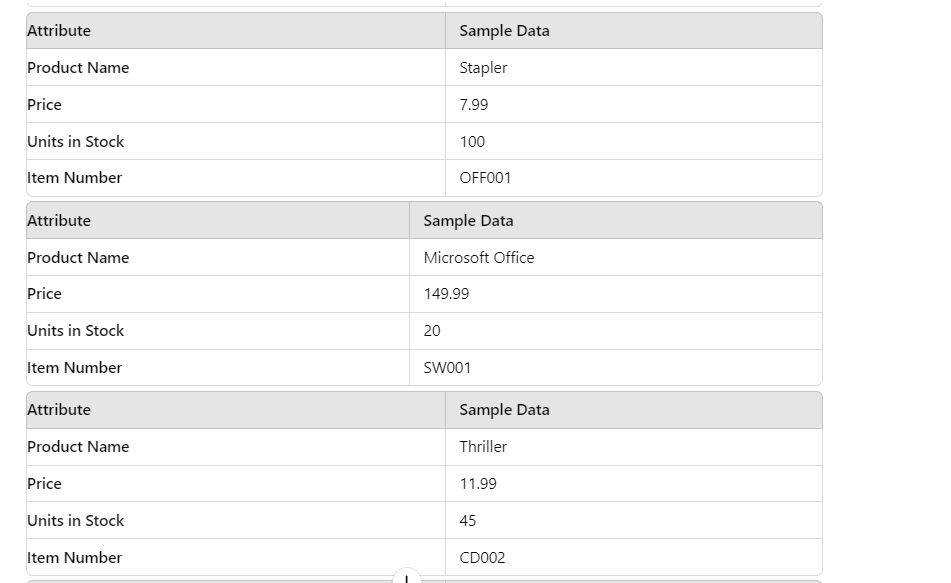 Attribute Sample Data
Product Name Stapler
Price 7.99
Units in Stock 100
Item Number OFF001
Attribute Sample Data
Product Name Microsoft Office
Price 149.99
Units in Stock 20
Item Number SW001
Attribute Sample Data
Product Name Thriller
Price 11.99
Units in Stock 45
Item Number CD002